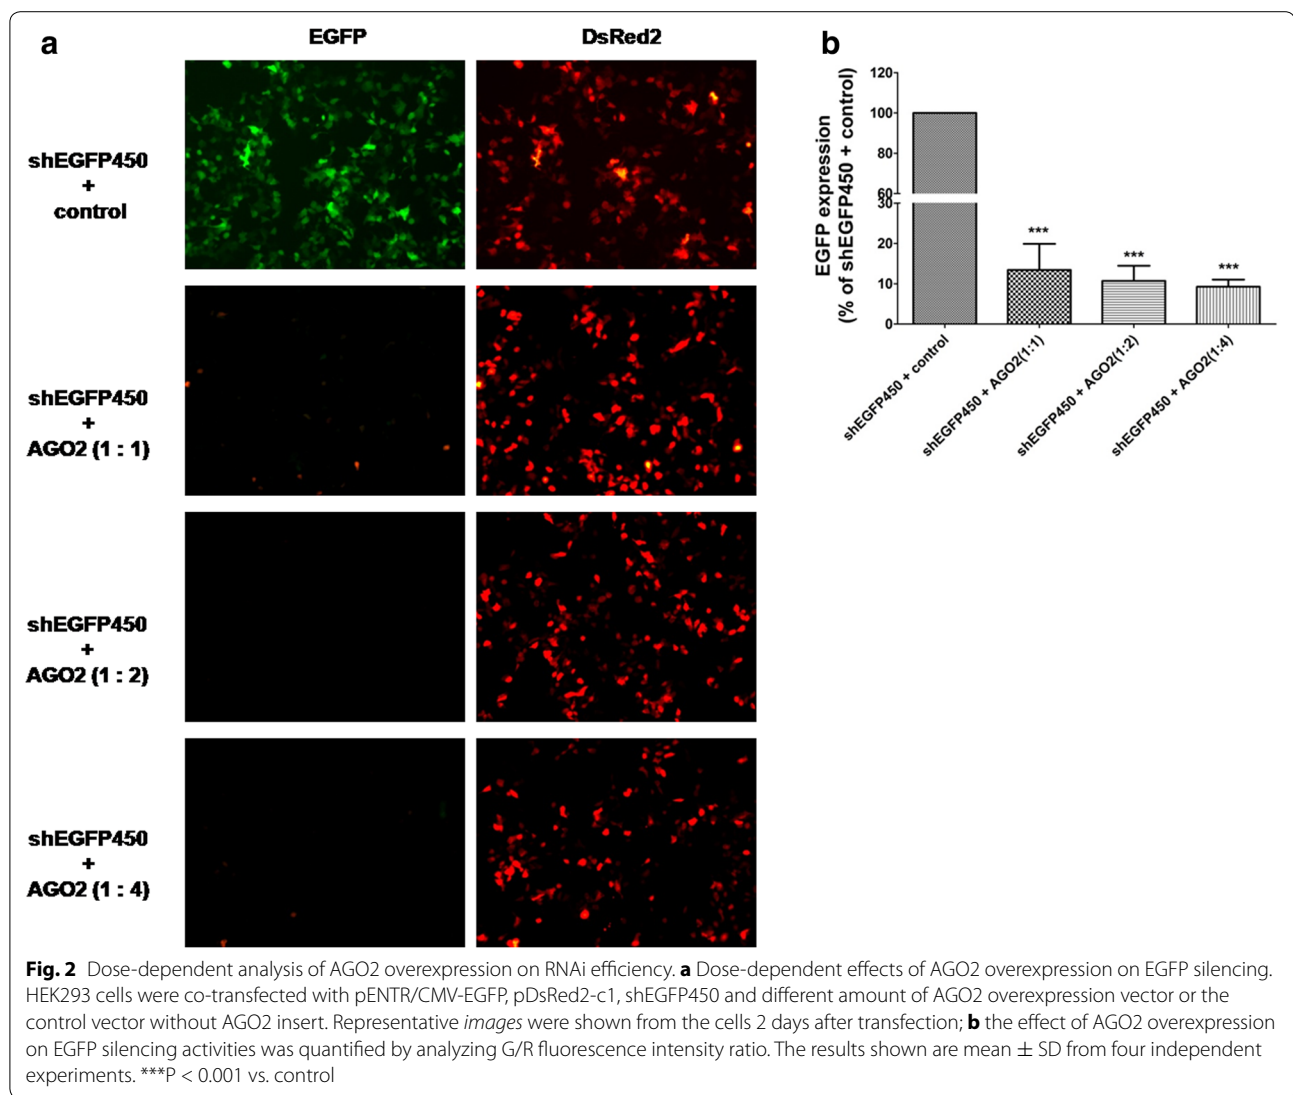 a
EGFP
DsRed2
shEGFP450
+
control
shEGFP450
+
AGO2 (1 : 1)
shEGFP450
+
AGO2 (1 : 2)
shEGFP450
+
AGO2 (1 : 4)
b
EGFP expression
(% of shEGFP450 + control)
120
100
80
60
30
20
10
0
***
***
***
shEGFP450 + control
shEGFP450 + AGO2(1:1)
shEGFP450 + AGO2(1:2)
shEGFP450 + AGO2(1:4)
Fig. 2 Dose-dependent analysis of AGO2 overexpression on RNAi efficiency. a Dose-dependent effects of AGO2 overexpression on EGFP silencing.
HEK293 cells were co-transfected with pENTR/CMV-EGFP, pDsRed2-c1, shEGFP450 and different amount of AGO2 overexpression vector or the
control vector without AGO2 insert. Representative images were shown from the cells 2 days after transfection; b the effect of AGO2 overexpression
on EGFP silencing activities was quantified by analyzing G/R fluorescence intensity ratio. The results shown are mean ± SD from four independent
experiments. ***P < 0.001 vs. control